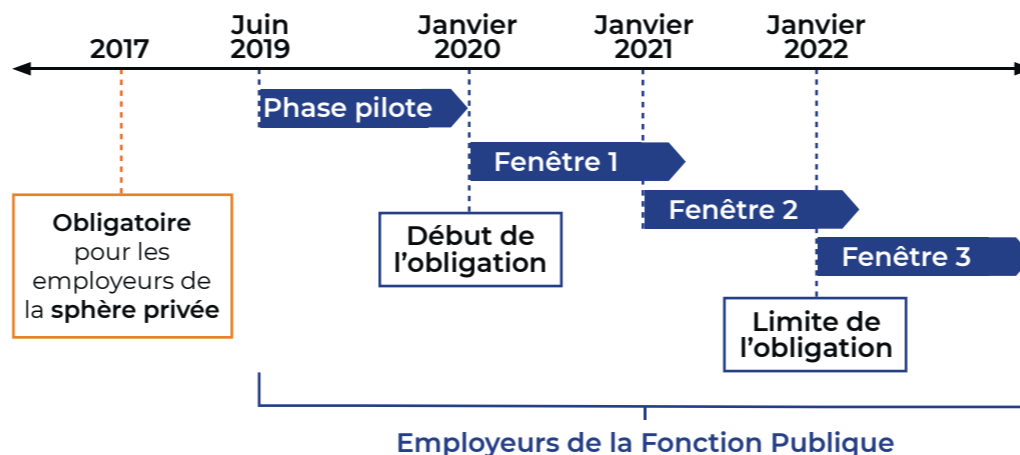 2017
Juin
2019
Janvier
2020
Janvier
2021
Janvier
2022
Phase pilote
Fenêtre 1
Fenêtre 2
Fenêtre 3
Obligatoire
pour les
employeurs de
la sphère privée
Début de
l'obligation
Limite de
l'obligation
Employeurs de la Fonction Publique